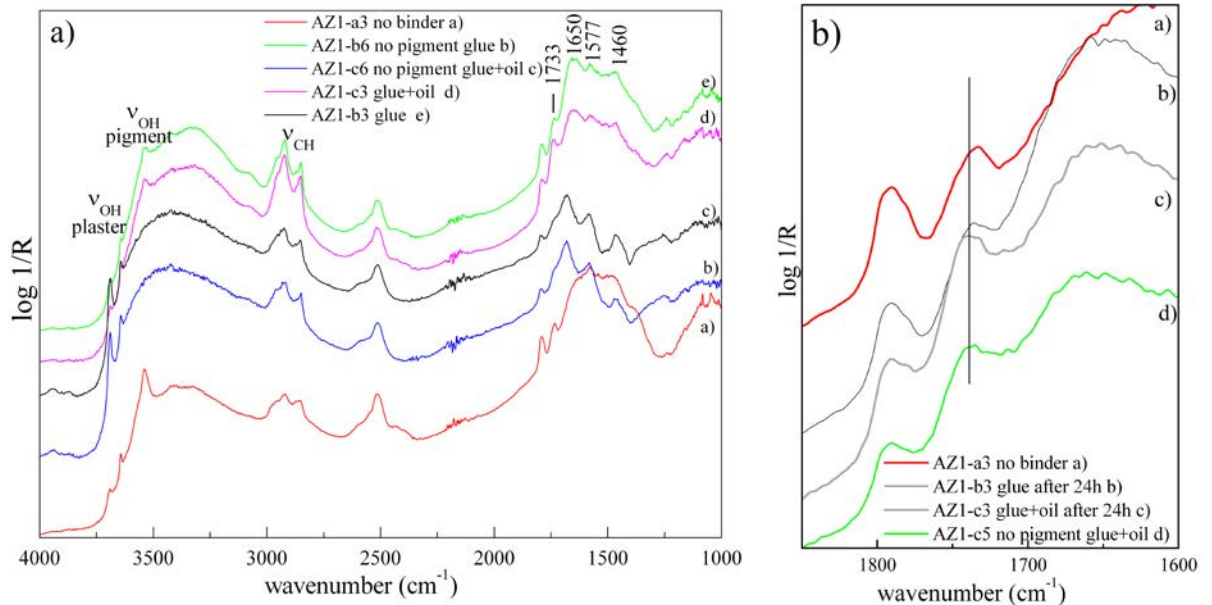 a)
AZ1-a3 no binder a)
AZ1-b6 no pigment glue b)
AZ1-c6 no pigment glue+oil c)
AZ1-c3 glue+oil d)
AZ1-b3 glue e)
1733
1650
1577
1460
νOH
pigment
νOH
plaster
νCH
e)
d)
c)
b)
a)
log 1/R
4000 3500 3000 2500 2000 1500 1000
wavenumber (cm-1)
b)
a)
b)
c)
d)
log 1/R
AZ1-a3 no binder a)
AZ1-b3 glue after 24h b)
AZ1-c3 glue+oil after 24h c)
AZ1-c5 no pigment glue+oil d)
1800 1700 1600
wavenumber (cm-1)